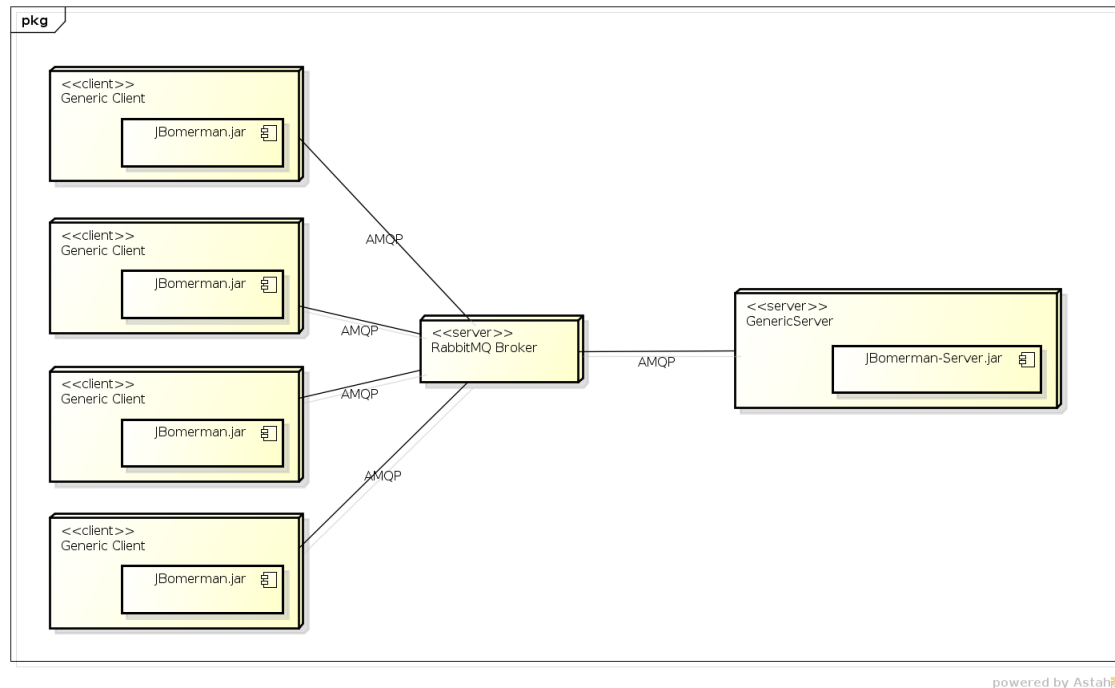 pkg
<<client>>
Generic Client
JBomerman.jar
AMQP
<<client>>
Generic Client
JBomerman.jar
AMQP
<<server>>
RabbitMQ Broker
AMQP
<<server>>
GenericServer
JBomerman-Server.jar
<<client>>
Generic Client
JBomerman.jar
AMQP
<<client>>
Generic Client
JBomerman.jar
AMQP
powered by Astah